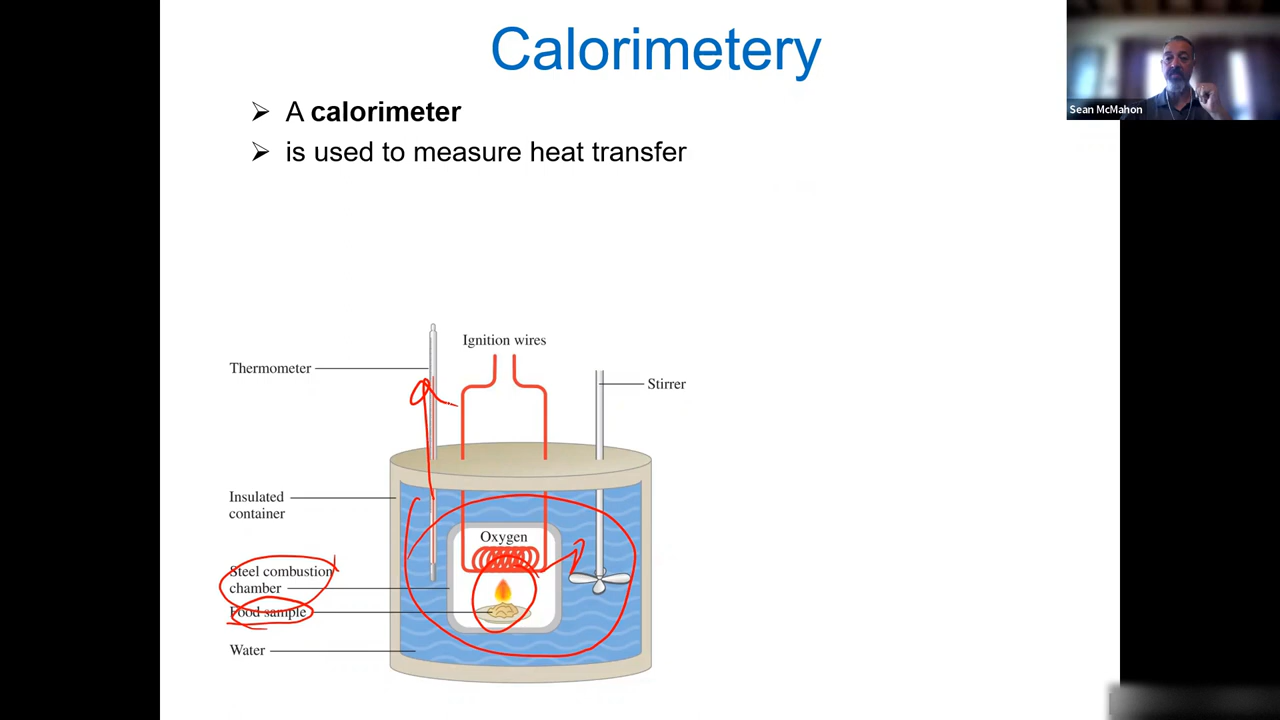 Calorimetery
Sean McMahon
➢ A calorimeter
➢ is used to measure heat transfer
Ignition wires
Thermometer
Stirrer
Insulated
container
Oxygen
Steel combustion
chamber
Food sample
Water